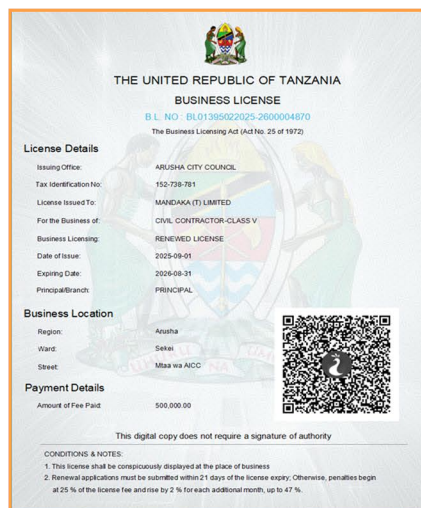 THE UNITED REPUBLIC OF TANZANIA
BUSINESS LICENSE
B.L. NO : BL01395022025-2600004870
The Business Licensing Act (Act No. 25 of 1972)
License Details
Issuing Office: ARUSHA CITY COUNCIL
Tax Identification No: 152-738-781
License Issued To: MANDAKA (T) LIMITED
For the Business of: CIVIL CONTRACTOR-CLASS V
Business Licensing: RENEWED LICENSE
Date of Issue: 2025-09-01
Expiring Date: 2026-08-31
Principal/Branch: PRINCIPAL
Business Location
Region: Arusha
Ward: Sekei
Street: Mtaa wa AICC
Payment Details
Amount of Fee Paid: 500,000.00
This digital copy does not require a signature of authority
CONDITIONS & NOTES:
1. This license shall be conspicuously displayed at the place of business
2. Renewal applications must be submitted within 21 days of the license expiry; Otherwise, penalties begin
at 25 % of the license fee and rise by 2 % for each additional month, up to 47 %.